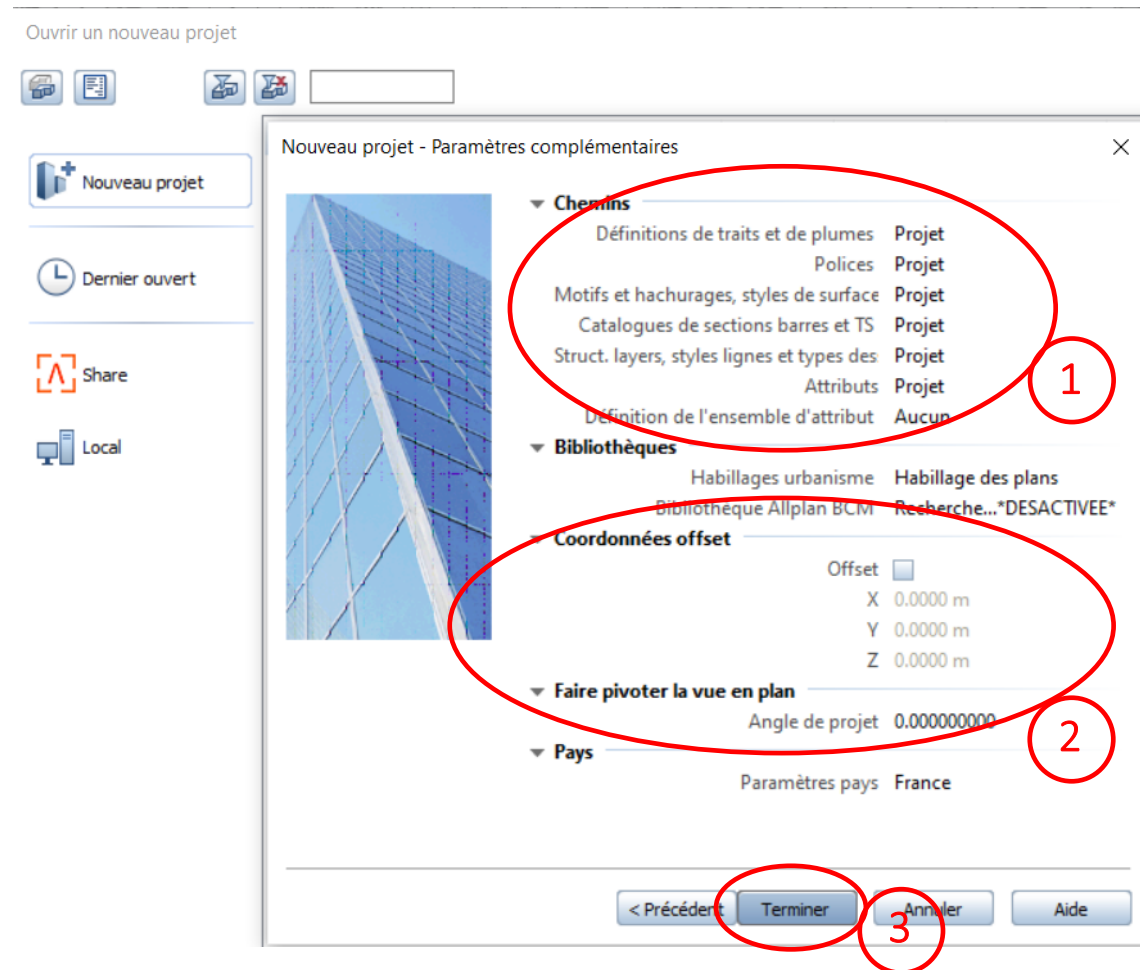 Ouvrir un nouveau projet
Nouveau projet - Paramètres complémentaires
Nouveau projet
Dernier ouvert
Share
Local
Chemins
Définitions de traits et de plumes Projet
Polices Projet
Motifs et hachurages, styles de surface Projet
Catalogues de sections barres et TS Projet
Struct. layers, styles lignes et types des Projet
Attributs Projet
Définition de l'ensemble d'attribut Aucun
1
Bibliothèques
Habillages urbanisme Habillage des plans
Bibliothèque Allplan BCM Recherche...*DESACTIVEE*
Coordonnées offset
Offset
X 0.0000 m
Y 0.0000 m
Z 0.0000 m
Faire pivoter la vue en plan
Angle de projet 0.000000000
2
Pays
Paramètres pays France
< Précédent Terminer Annuler Aide
3